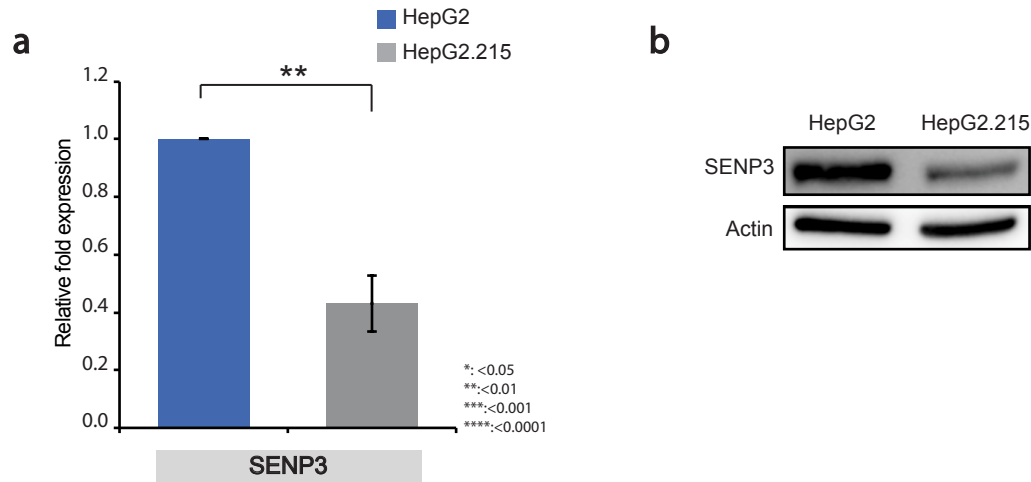 a
HepG2
HepG2.215
**
Relative fold expression
1.2
1.0
0.8
0.6
0.4
0.2
0.0
SENP3
*: <0.05
**:<0.01
***:<0.001
****:<0.0001
b
HepG2 HepG2.215
SENP3
Actin